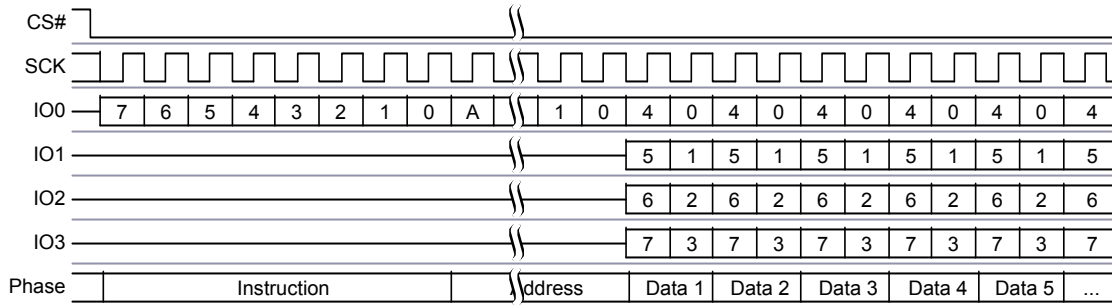 CS#
SCK
IO0 7 6 5 4 3 2 1 0 A 1 0 4 0 4 0 4 0 4 0 4 0 4
IO1 5 1 5 1 5 1 5 1 5 1 5
IO2 6 2 6 2 6 2 6 2 6 2 6
IO3 7 3 7 3 7 3 7 3 7 3 7
Phase Instruction Address Data 1 Data 2 Data 3 Data 4 Data 5 ...